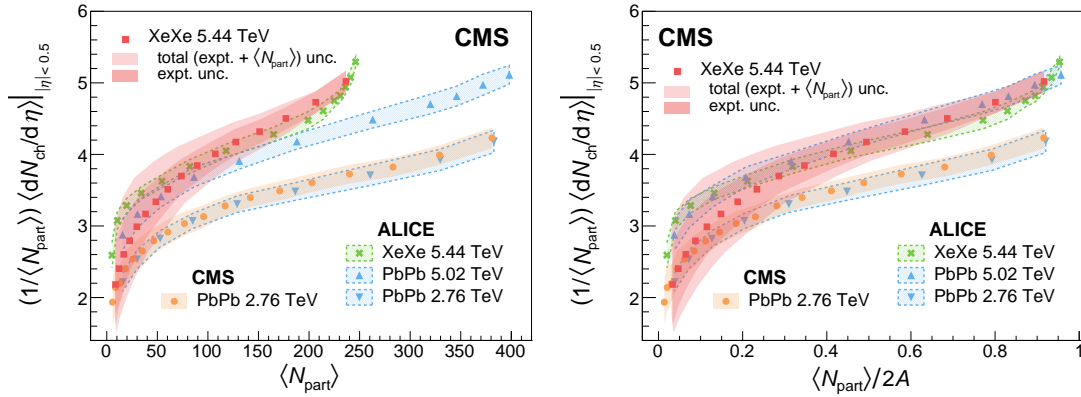 CMS
XeXe 5.44 TeV
total (expt. + ⟨N_part⟩) unc.
expt. unc.
6
5
4
3
2
(1/⟨N_part⟩) ⟨dN_ch/dη⟩| |η|<0.5
ALICE
XeXe 5.44 TeV
PbPb 5.02 TeV
PbPb 2.76 TeV
CMS
PbPb 2.76 TeV
0 50 100 150 200 250 300 350 400
⟨N_part⟩
CMS
XeXe 5.44 TeV
total (expt. + ⟨N_part⟩) unc.
expt. unc.
6
5
4
3
2
(1/⟨N_part⟩) ⟨dN_ch/dη⟩| |η|<0.5
ALICE
XeXe 5.44 TeV
PbPb 5.02 TeV
PbPb 2.76 TeV
CMS
PbPb 2.76 TeV
0 0.2 0.4 0.6 0.8 1
⟨N_part⟩/2A